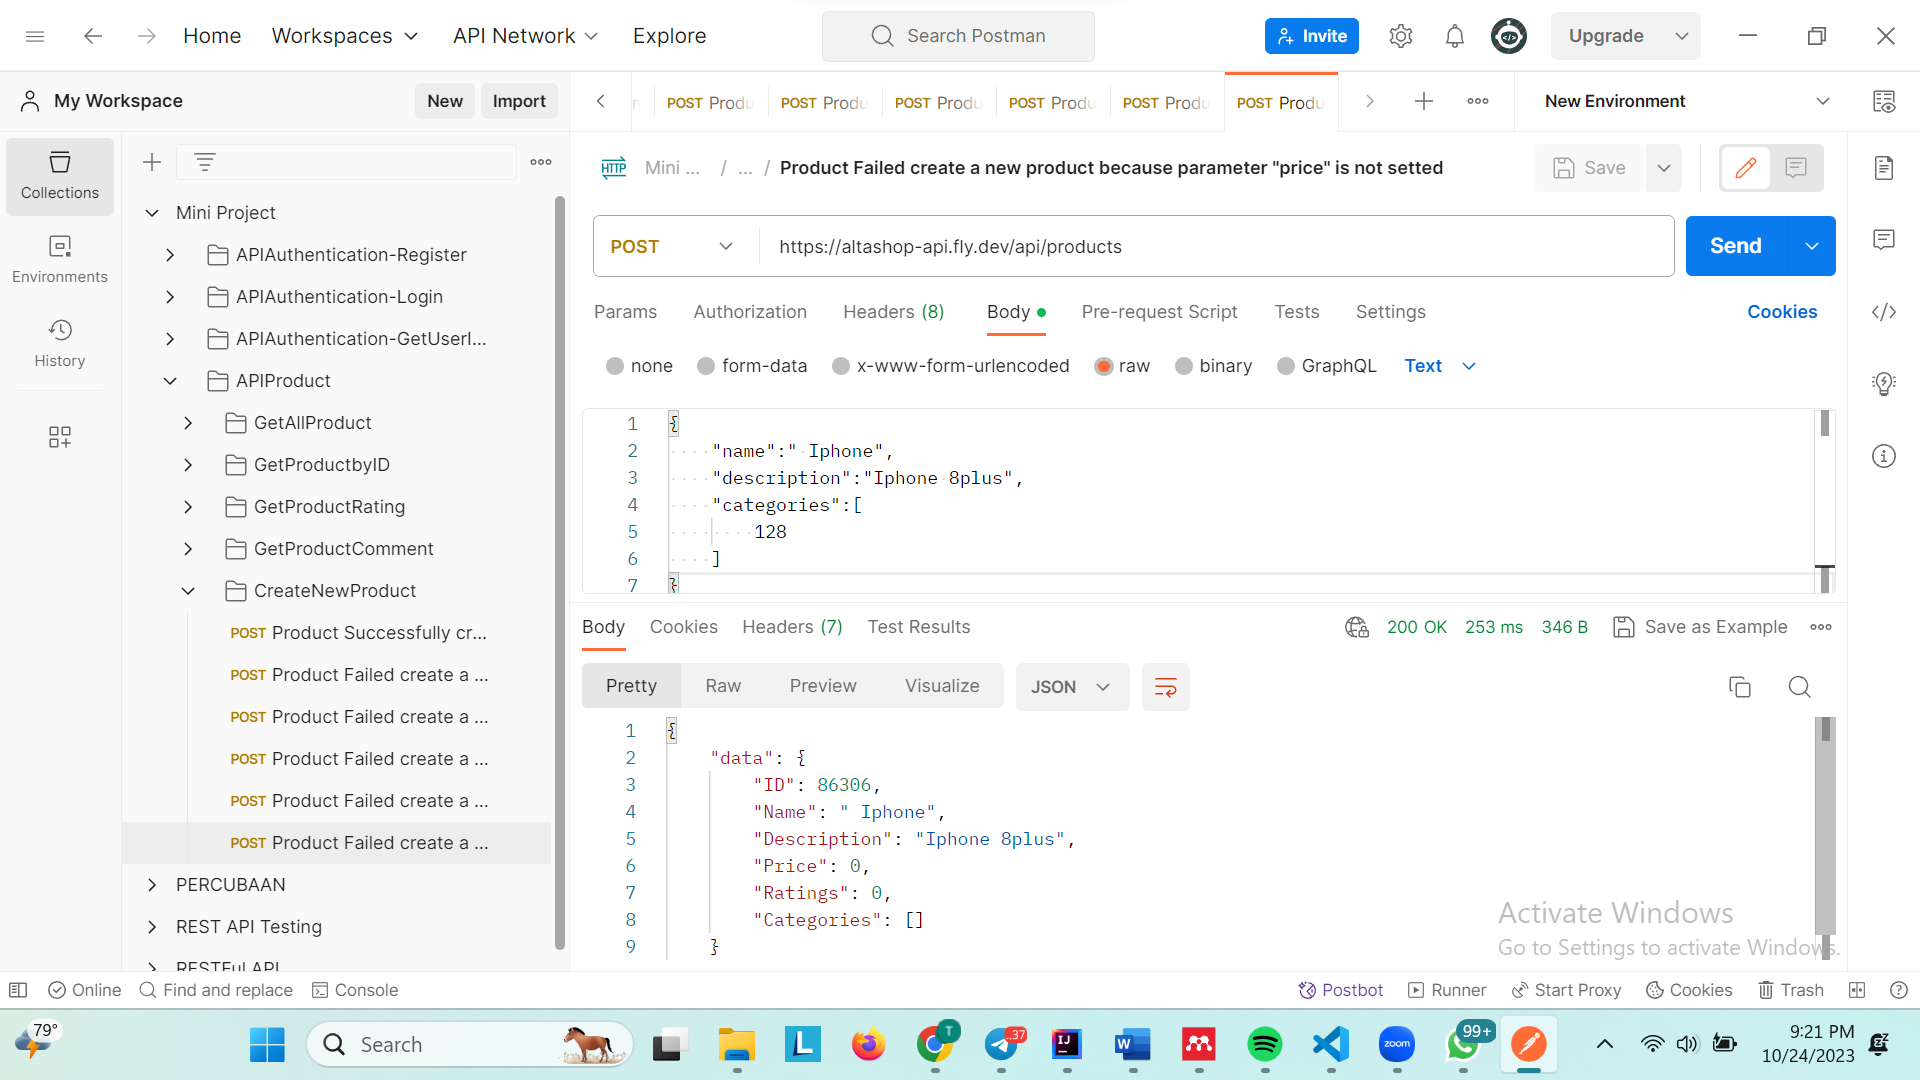 Home
Workspaces
API Network
Explore
Search Postman
Invite
Upgrade
My Workspace
New
Import
POST Produ
POST Produ
POST Produ
POST Produ
POST Produ
POST Produ
New Environment
Collections
Environments
History
Mini Project
APIAuthentication-Register
APIAuthentication-Login
APIAuthentication-GetUserI...
APIProduct
GetAllProduct
GetProductbyID
GetProductRating
GetProductComment
CreateNewProduct
POST Product Successfully cr...
POST Product Failed create a ...
POST Product Failed create a ...
POST Product Failed create a ...
POST Product Failed create a ...
POST Product Failed create a ...
PERCUBAAN
REST API Testing
RESTFul API
HTTP Mini ... / ... / Product Failed create a new product because parameter "price" is not setted
Save
POST https://altashop-api.fly.dev/api/products
Send
Params Authorization Headers (8) Body Pre-request Script Tests Settings Cookies
none form-data x-www-form-urlencoded raw binary GraphQL Text
1 {
2 "name":" Iphone",
3 "description":"Iphone 8plus",
4 "categories":[
5 128
6 ]
7 }
Body Cookies Headers (7) Test Results 200 OK 253 ms 346 B Save as Example
Pretty Raw Preview Visualize JSON
1 {
2 "data": {
3 "ID": 86306,
4 "Name": " Iphone",
5 "Description": "Iphone 8plus",
6 "Price": 0,
7 "Ratings": 0,
8 "Categories": []
9 }
Activate Windows
Go to Settings to activate Windows.
Online Find and replace Console Postbot Runner Start Proxy Cookies Trash
79°
Search
T
..37
IJ
L
W
zoom
99+
9:21 PM
10/24/2023